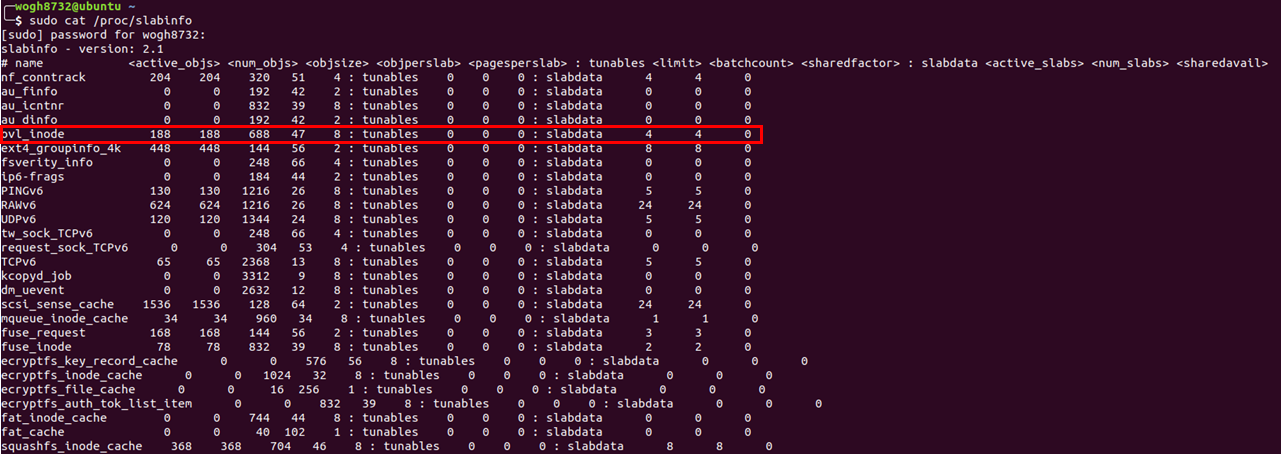 ┌─wogh8732@ubuntu ~
└─$ sudo cat /proc/slabinfo
[sudo] password for wogh8732:
slabinfo - version: 2.1
# name            <active_objs> <num_objs> <objsize> <objperslab> <pagesperslab> : tunables <limit> <batchcount> <sharedfactor> : slabdata <active_slabs> <num_slabs> <sharedavail>
nf_conntrack         204    204    320   51    4 : tunables    0    0    0 : slabdata      4      4      0
au_finfo               0      0    192   42    2 : tunables    0    0    0 : slabdata      0      0      0
au_icntnr              0      0    832   39    8 : tunables    0    0    0 : slabdata      0      0      0
au_dinfo               0      0    192   42    2 : tunables    0    0    0 : slabdata      0      0      0
ovl_inode            188    188    688   47    8 : tunables    0    0    0 : slabdata      4      4      0
ext4_groupinfo_4k    448    448    144   56    2 : tunables    0    0    0 : slabdata      8      8      0
fsverity_info          0      0    248   66    4 : tunables    0    0    0 : slabdata      0      0      0
ip6-frags              0      0    184   44    2 : tunables    0    0    0 : slabdata      0      0      0
PINGv6               130    130   1216   26    8 : tunables    0    0    0 : slabdata      5      5      0
RAWv6                624    624   1216   26    8 : tunables    0    0    0 : slabdata     24     24      0
UDPv6                120    120   1344   24    8 : tunables    0    0    0 : slabdata      5      5      0
tw_sock_TCPv6          0      0    248   66    4 : tunables    0    0    0 : slabdata      0      0      0
request_sock_TCPv6      0      0    304   53    4 : tunables    0    0    0 : slabdata      0      0      0
TCPv6                 65     65   2368   13    8 : tunables    0    0    0 : slabdata      5      5      0
kcopyd_job             0      0   3312    9    8 : tunables    0    0    0 : slabdata      0      0      0
dm_uevent              0      0   2632   12    8 : tunables    0    0    0 : slabdata      0      0      0
scsi_sense_cache    1536   1536    128   64    2 : tunables    0    0    0 : slabdata     24     24      0
mqueue_inode_cache     34     34    960   34    8 : tunables    0    0    0 : slabdata      1      1      0
fuse_request         168    168    144   56    2 : tunables    0    0    0 : slabdata      3      3      0
fuse_inode            78     78    832   39    8 : tunables    0    0    0 : slabdata      2      2      0
ecryptfs_key_record_cache      0      0    576   56    8 : tunables    0    0    0 : slabdata      0      0      0
ecryptfs_inode_cache      0      0   1024   32    8 : tunables    0    0    0 : slabdata      0      0      0
ecryptfs_file_cache      0      0     16  256    1 : tunables    0    0    0 : slabdata      0      0      0
ecryptfs_auth_tok_list_item      0      0    832   39    8 : tunables    0    0    0 : slabdata      0      0      0
fat_inode_cache        0      0    744   44    8 : tunables    0    0    0 : slabdata      0      0      0
fat_cache              0      0     40  102    1 : tunables    0    0    0 : slabdata      0      0      0
squashfs_inode_cache    368    368    704   46    8 : tunables    0    0    0 : slabdata      8      8      0